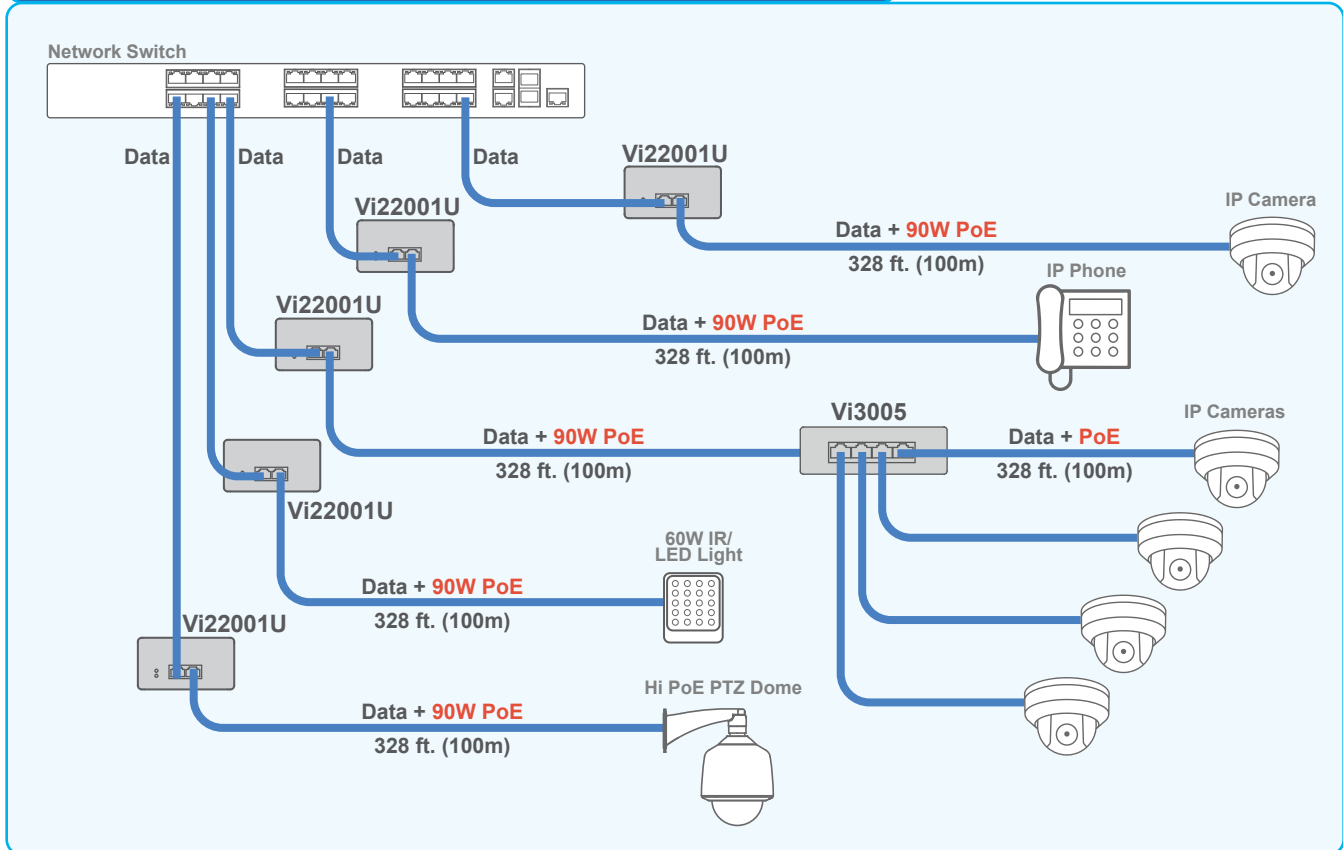 Network Switch
Data
Data
Data
Data
Vi22001U
IP Camera
Data + 90W PoE
328 ft. (100m)
Vi22001U
IP Phone
Data + 90W PoE
328 ft. (100m)
Vi22001U
Vi3005
IP Cameras
Data + 90W PoE
328 ft. (100m)
Data + PoE
328 ft. (100m)
Vi22001U
60W IR/
LED Light
Data + 90W PoE
328 ft. (100m)
Vi22001U
Hi PoE PTZ Dome
Data + 90W PoE
328 ft. (100m)